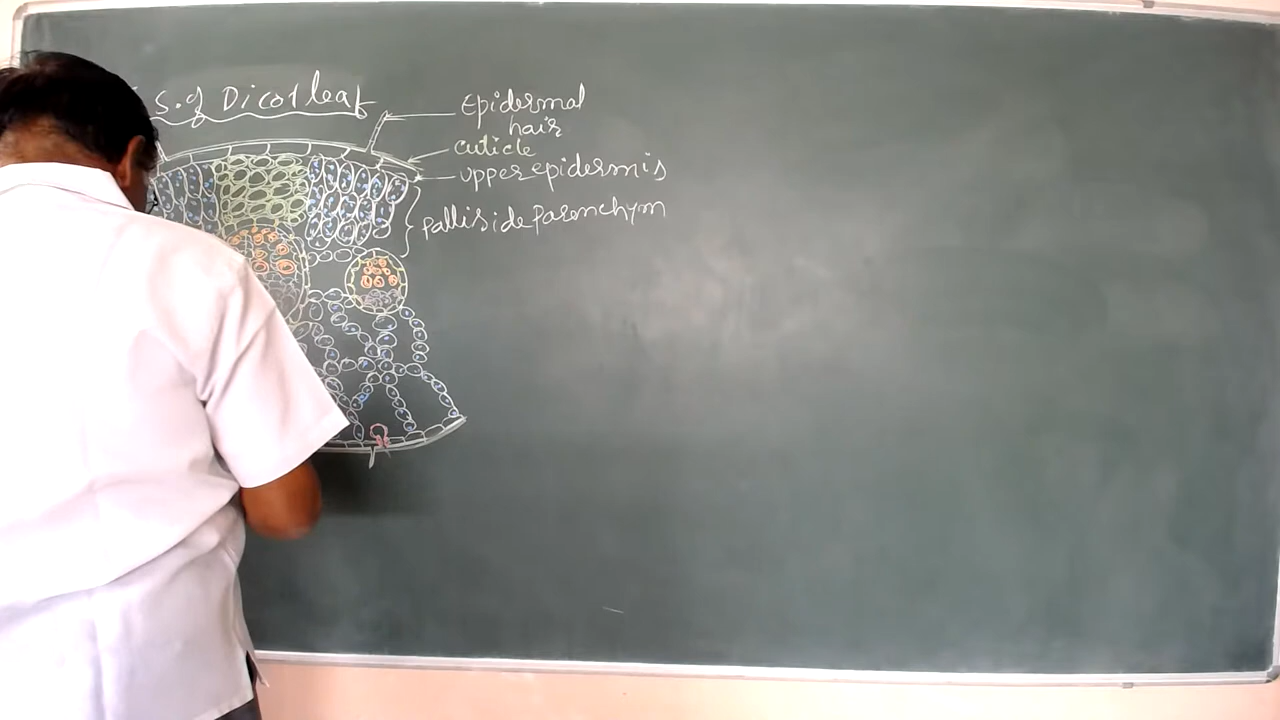 S. of Dicot leaf
Epidermal
hair
cuticle
upper epidermis
palliside parenchym